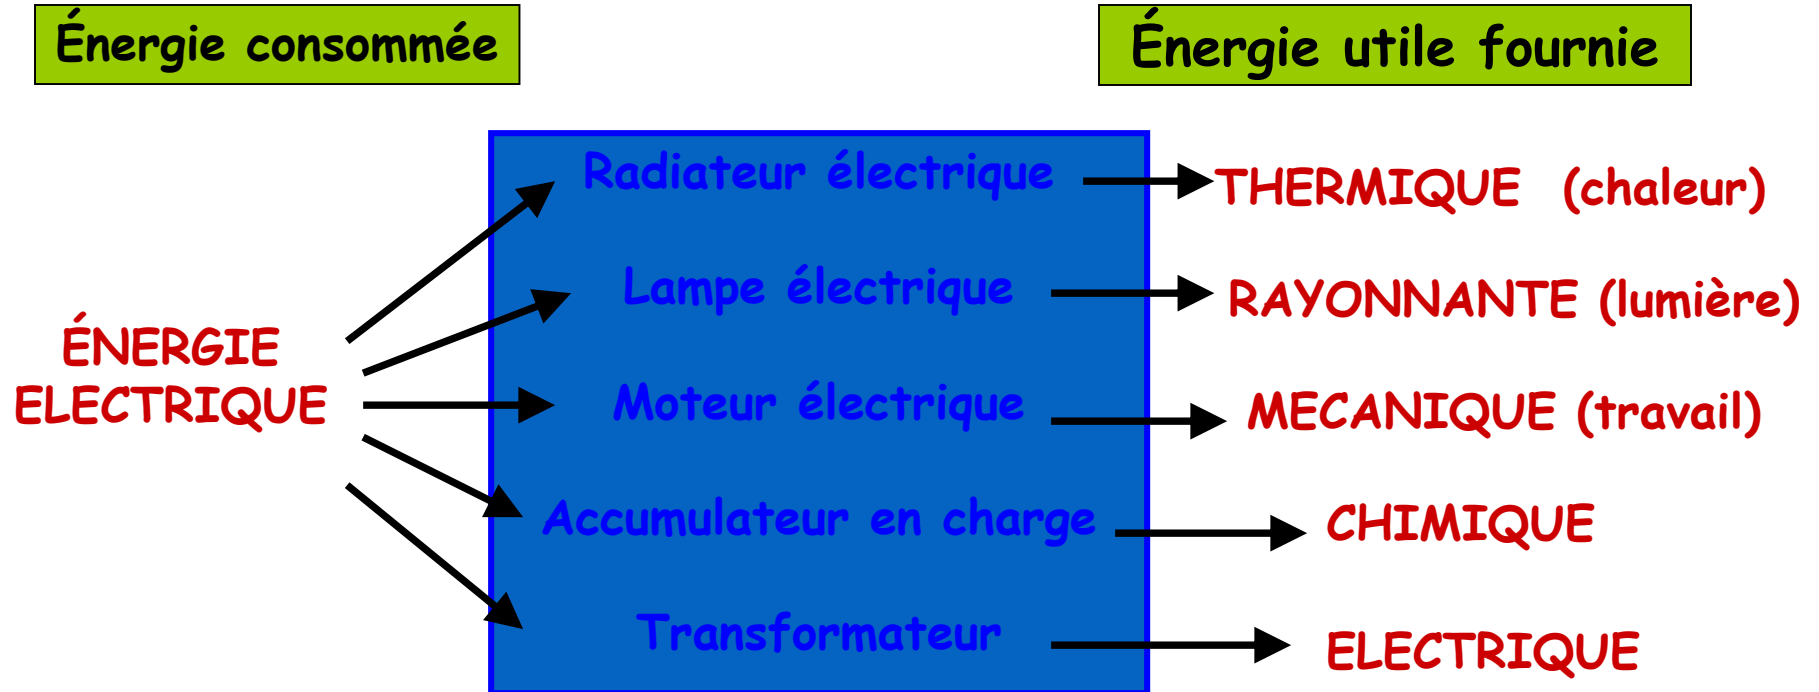 Énergie consommée
Énergie utile fournie
ÉNERGIE
ELECTRIQUE
Radiateur électrique
THERMIQUE (chaleur)
Lampe électrique
RAYONNANTE (lumière)
Moteur électrique
MECANIQUE (travail)
Accumulateur en charge
CHIMIQUE
Transformateur
ELECTRIQUE